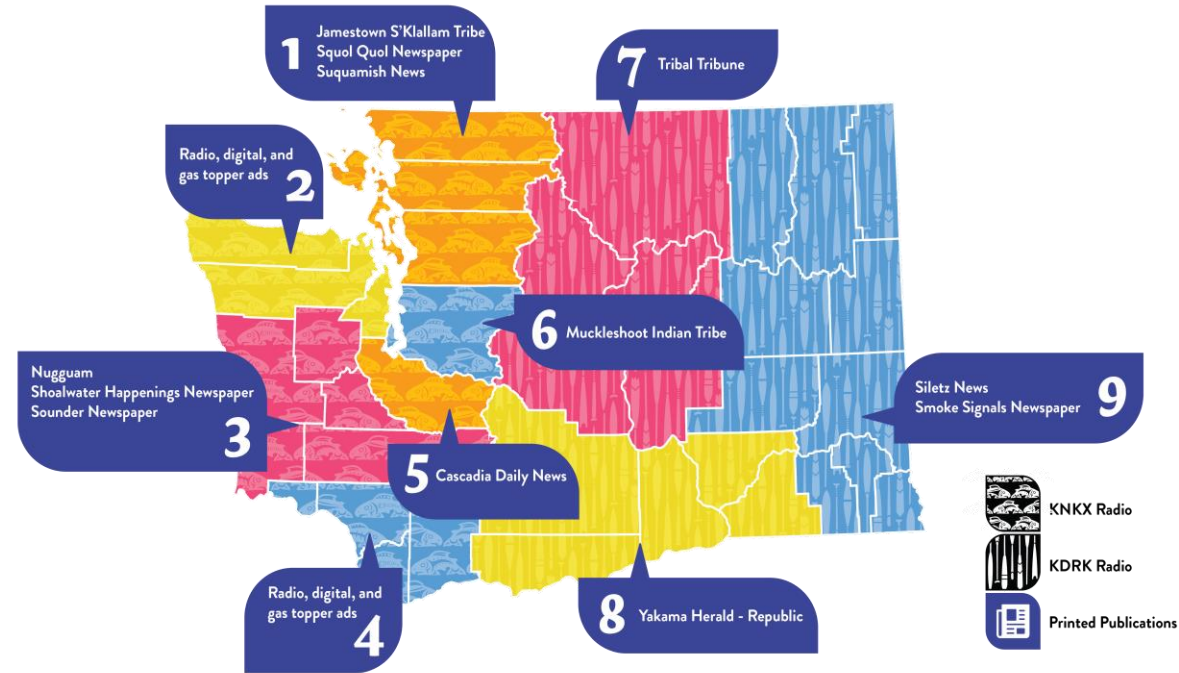 1
Jamestown S'Klallam Tribe
Squol Quol Newspaper
Suquamish News
7
Tribal Tribune
Radio, digital, and
gas topper ads
2
6
Muckleshoot Indian Tribe
Nugguam
Shoalwater Happenings Newspaper
Sounder Newspaper
3
Siletz News
Smoke Signals Newspaper
9
5
Cascadia Daily News
Radio, digital, and
gas topper ads
4
8
Yakama Herald - Republic
KNKX Radio
KDRK Radio
Printed Publications